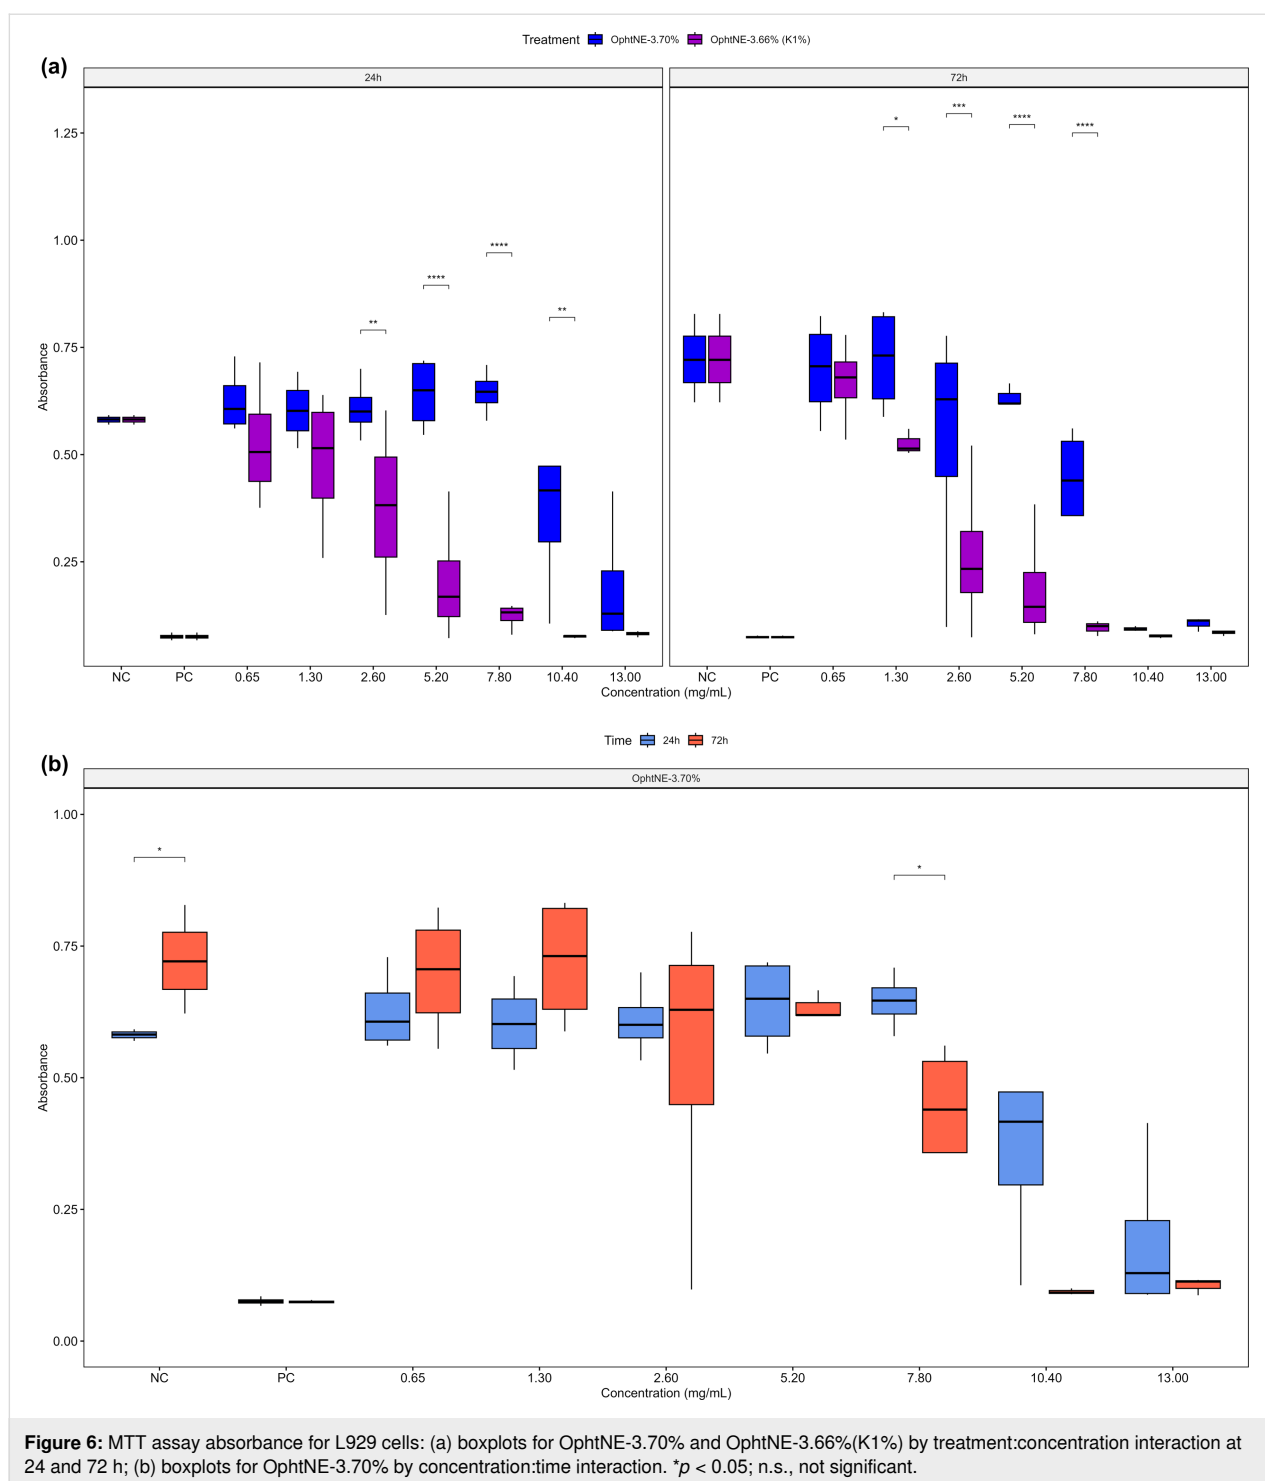 Treatment OphtNE-3.70% OphtNE-3.66% (K1%)
(a)
24h 72h
* *** **** ****
** **** **** **
1.25
1.00
0.75
0.50
0.25
Absorbance
NC PC 0.65 1.30 2.60 5.20 7.80 10.40 13.00 NC PC 0.65 1.30 2.60 5.20 7.80 10.40 13.00
Concentration (mg/mL)
Time 24h 72h
(b)
OphtNE-3.70%
* *
1.00
0.75
0.50
0.25
0.00
Absorbance
NC PC 0.65 1.30 2.60 5.20 7.80 10.40 13.00
Concentration (mg/mL)
Figure 6: MTT assay absorbance for L929 cells: (a) boxplots for OphtNE-3.70% and OphtNE-3.66%(K1%) by treatment:concentration interaction at
24 and 72 h; (b) boxplots for OphtNE-3.70% by concentration:time interaction. *p < 0.05; n.s., not significant.